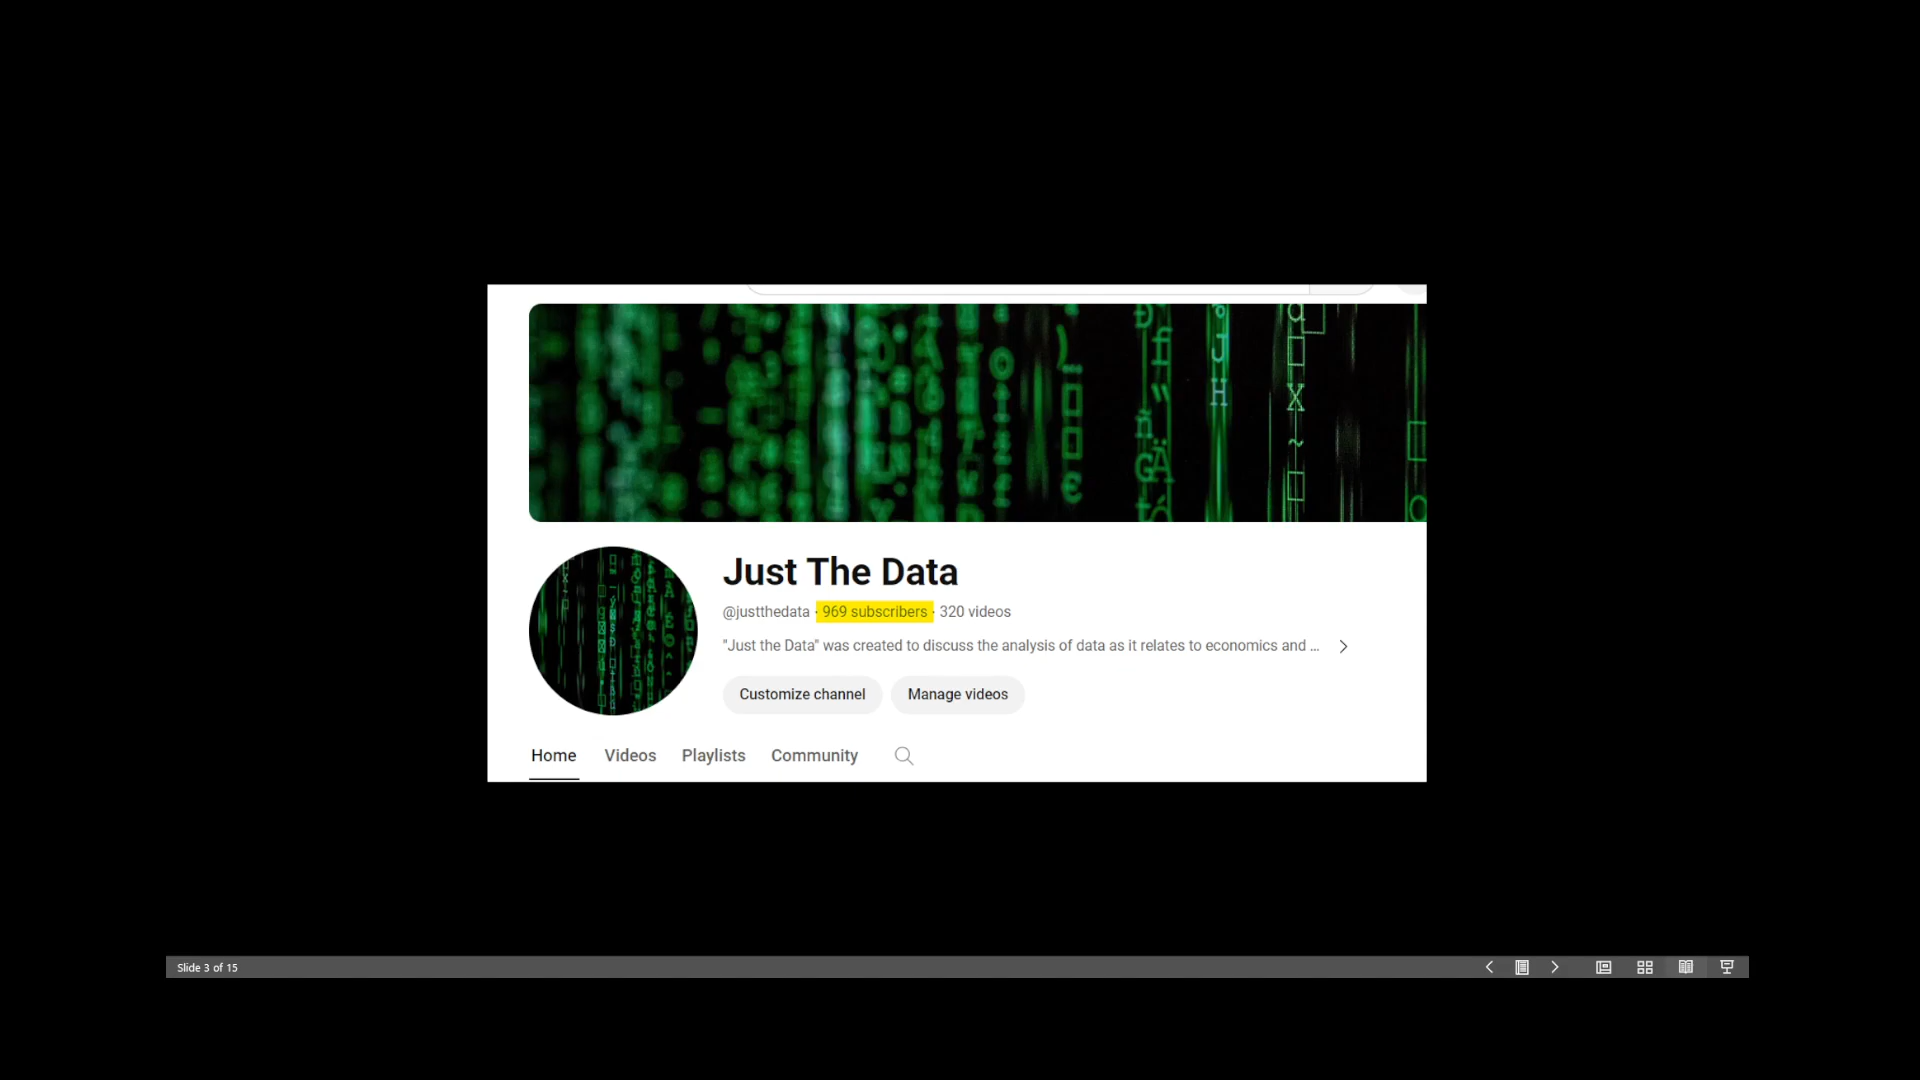 Just The Data
@justthedata · 969 subscribers · 320 videos
"Just the Data" was created to discuss the analysis of data as it relates to economics and ...
Customize channel Manage videos
Home Videos Playlists Community
Slide 3 of 15